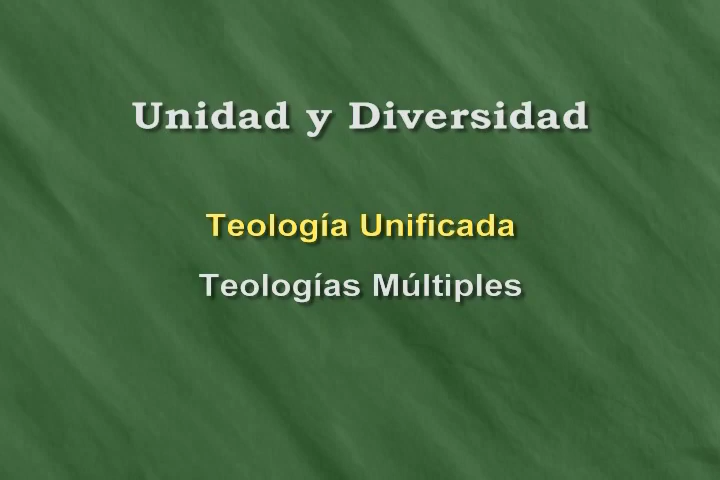 Unidad y Diversidad
Teología Unificada
Teologías Múltiples